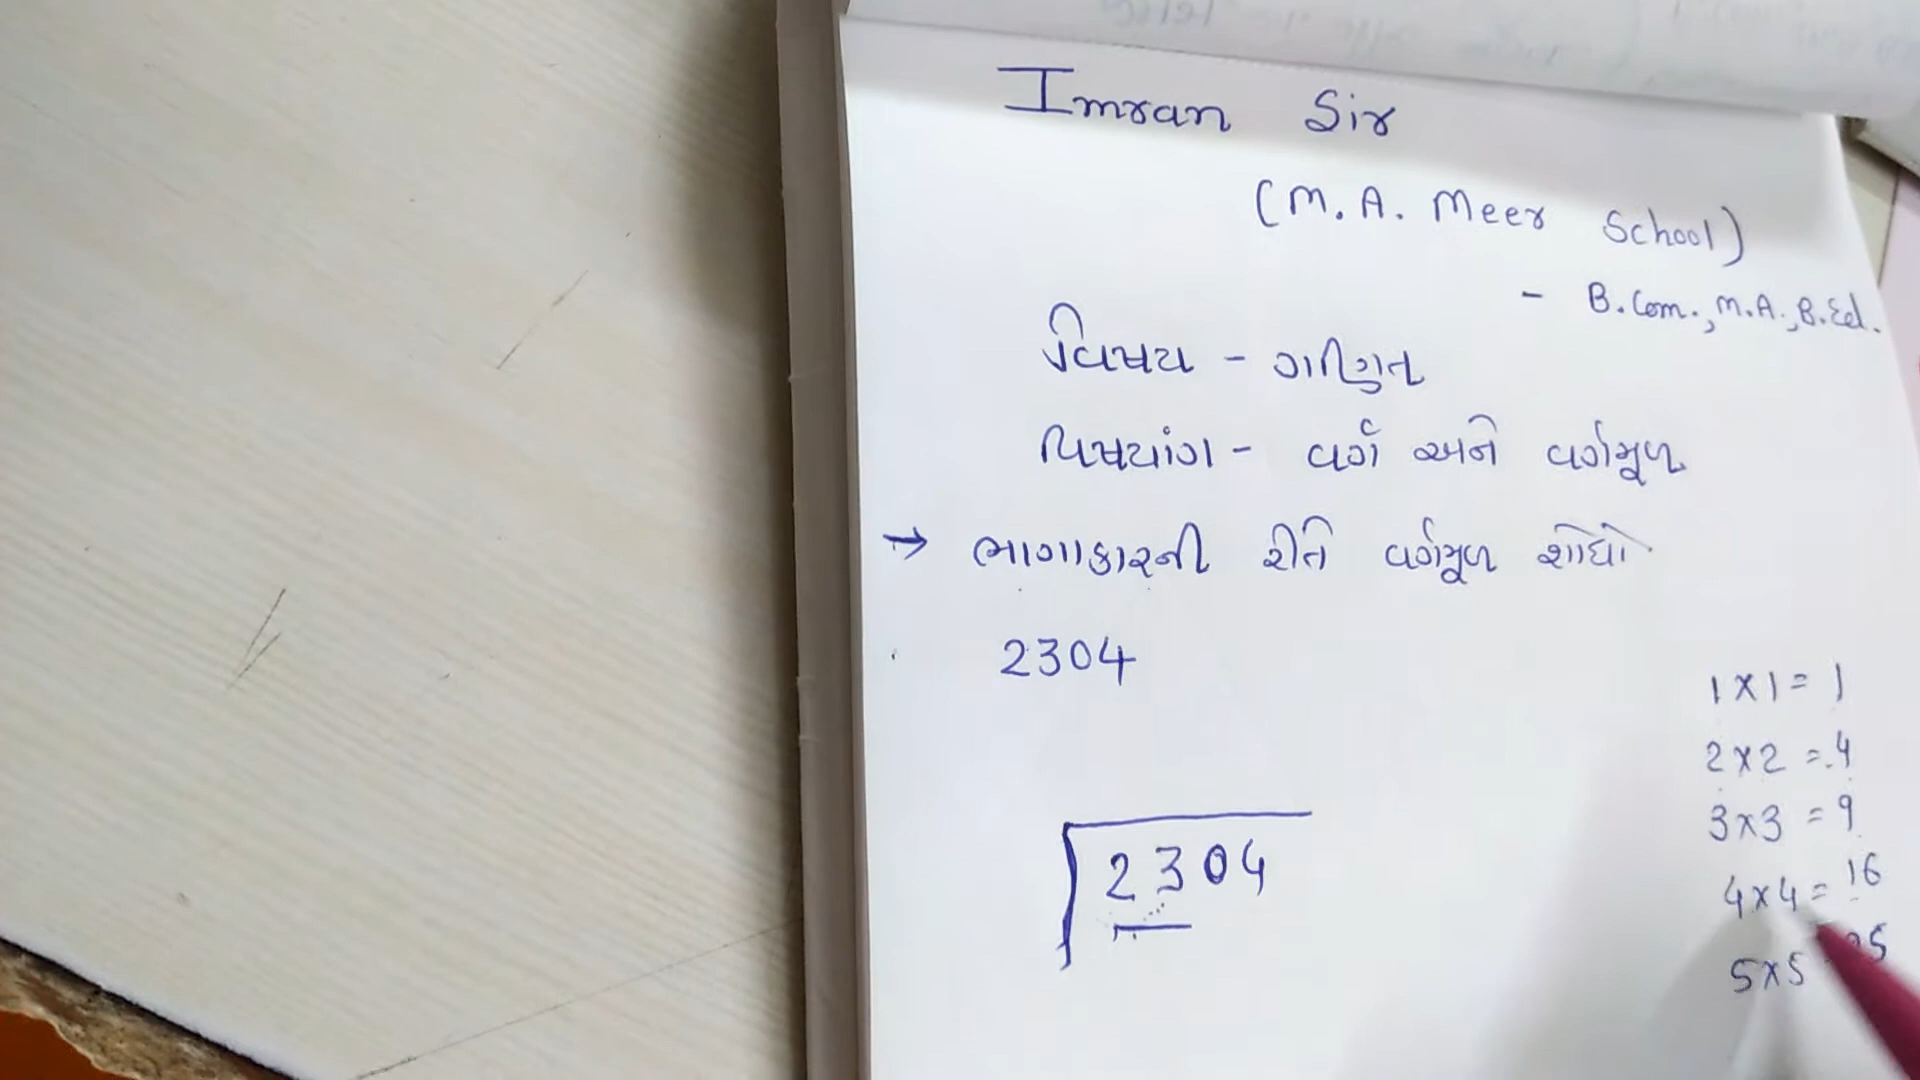 Imran Sir
(M. A. Meer School)
- B.Com., M.A., B.Ed.
વિષય - ગણિત
વિષયાંગ - વર્ગ અને વર્ગમૂળ
→ ભાગાકારની રીતે વર્ગમૂળ શોધો
2304
1 x 1 = 1
2 x 2 = 4
3 x 3 = 9
4 x 4 = 16
5 x 5
2304